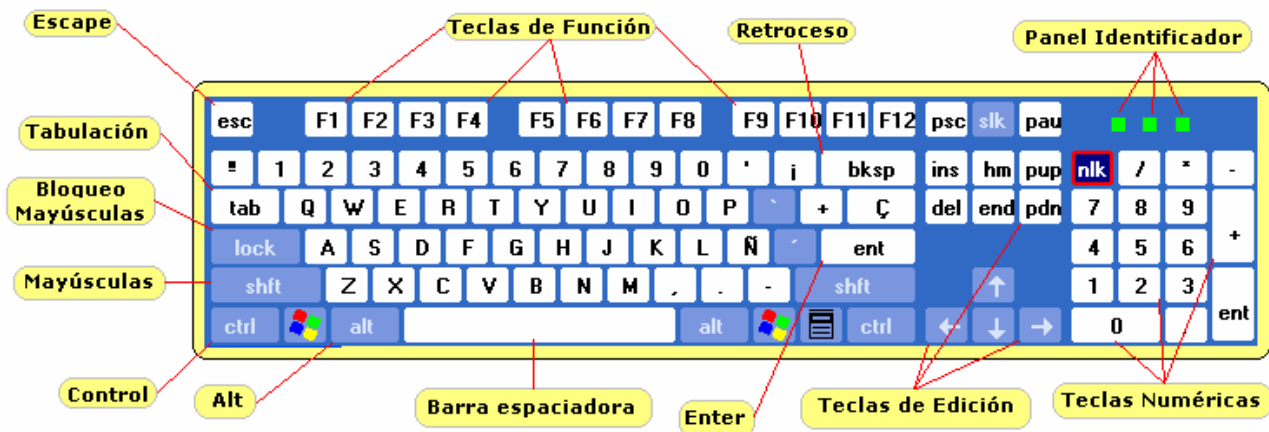 Escape
Teclas de Función
Retroceso
Panel Identificador
Tabulación
Bloqueo
Mayúsculas
Mayúsculas
Control
Alt
Barra espaciadora
Enter
Teclas de Edición
Teclas Numéricas
esc F1 F2 F3 F4 F5 F6 F7 F8 F9 F10 F11 F12 psc slk pau
1 2 3 4 5 6 7 8 9 0 ' ¡ bksp ins hm pup nlk / * -
tab Q W E R T Y U I O P ` + Ç del end pdn 7 8 9 +
lock A S D F G H J K L Ñ ´ ent 4 5 6
shft Z X C V B N M , . - shft ↑ 1 2 3 ent
ctrl alt alt ctrl ← ↓ → 0